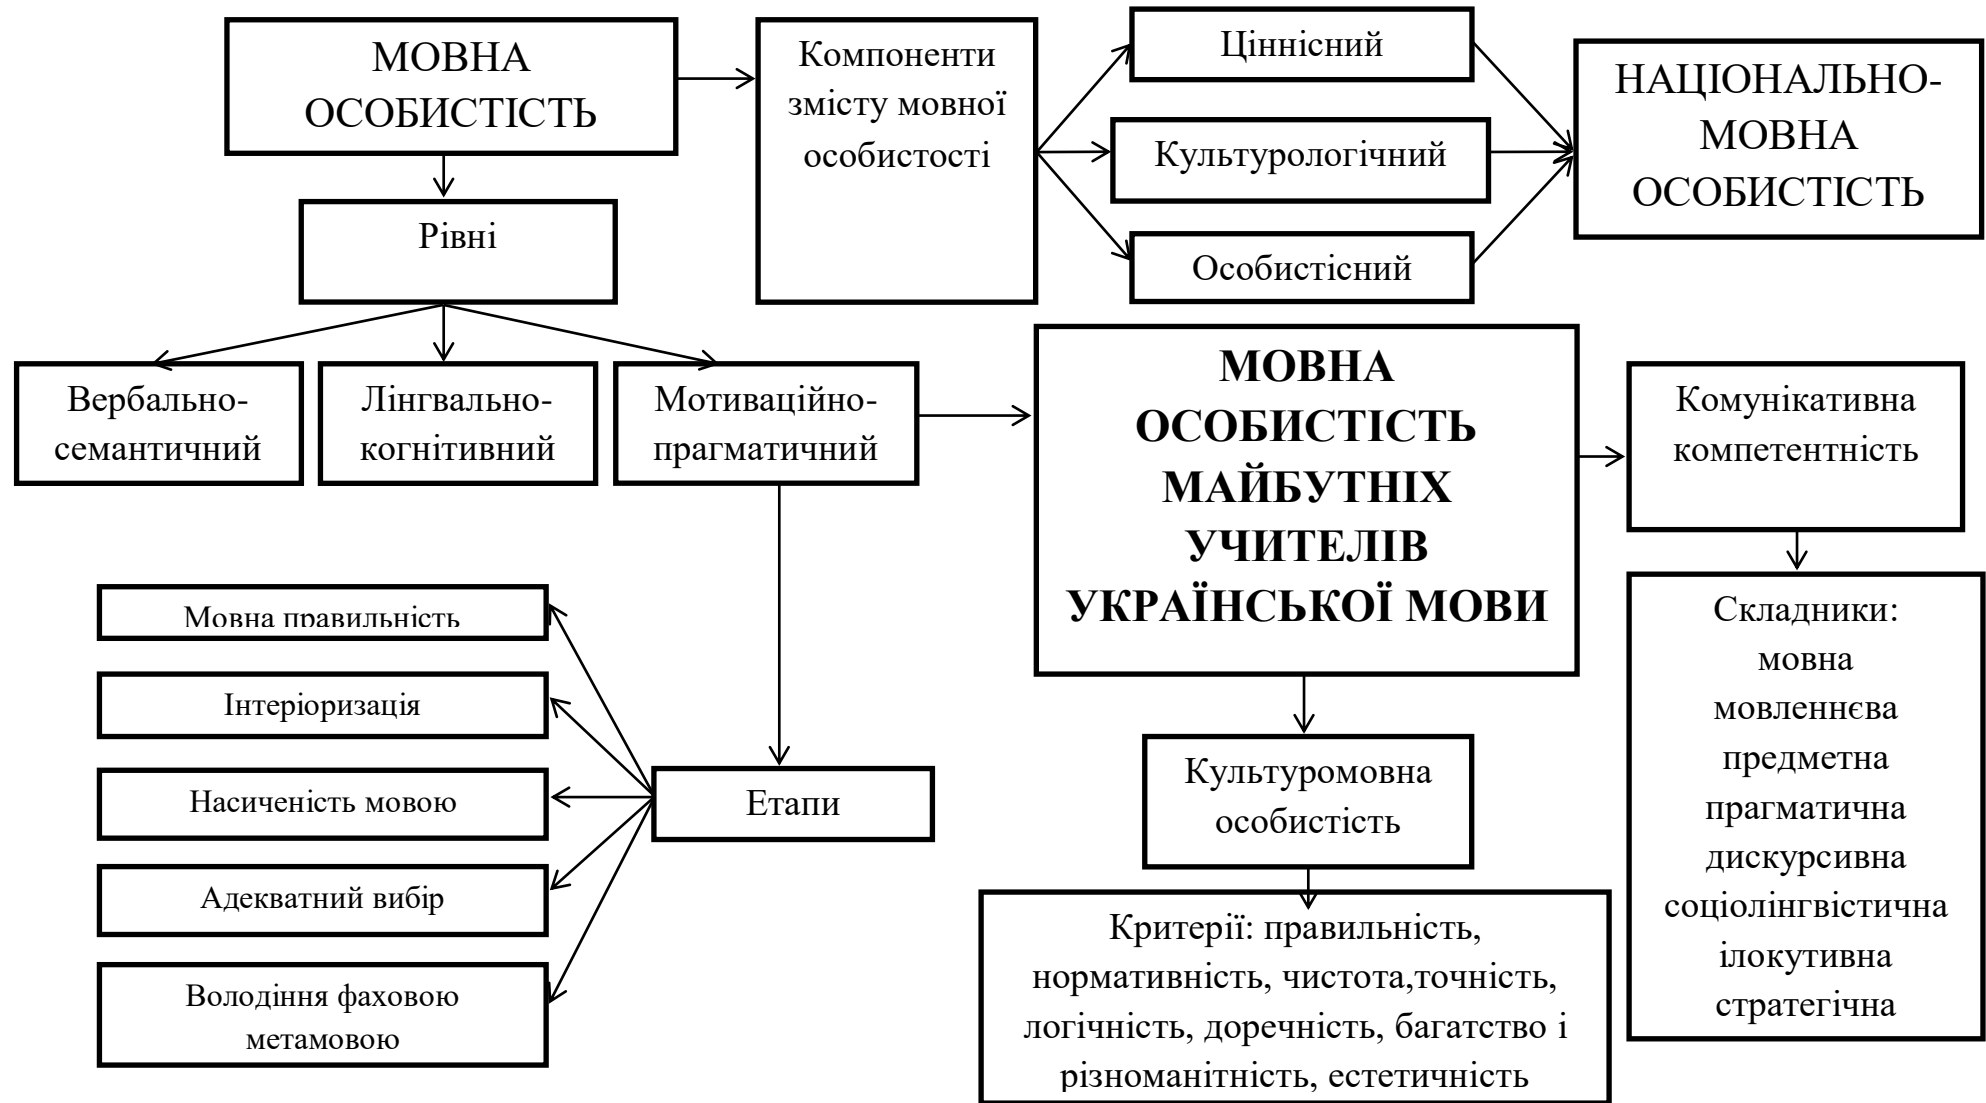 МОВНА
ОСОБИСТІСТЬ
Компоненти
змісту мовної
особистості
Ціннісний
Культурологічний
Особистісний
НАЦІОНАЛЬНО-
МОВНА
ОСОБИСТІСТЬ
Рівні
Вербально-
семантичний
Лінгвально-
когнітивний
Мотиваційно-
прагматичний
МОВНА
ОСОБИСТІСТЬ
МАЙБУТНІХ
УЧИТЕЛІВ
УКРАЇНСЬКОЇ МОВИ
Комунікативна
компетентність
Складники:
мовна
мовленнєва
предметна
прагматична
дискурсивна
соціолінгвістична
ілокутивна
стратегічна
Мовна правильність
Інтеріоризація
Насиченість мовою
Адекватний вибір
Володіння фаховою
метамовою
Етапи
Культуромовна
особистість
Критерії: правильність,
нормативність, чистота,точність,
логічність, доречність, багатство і
різноманітність, естетичність